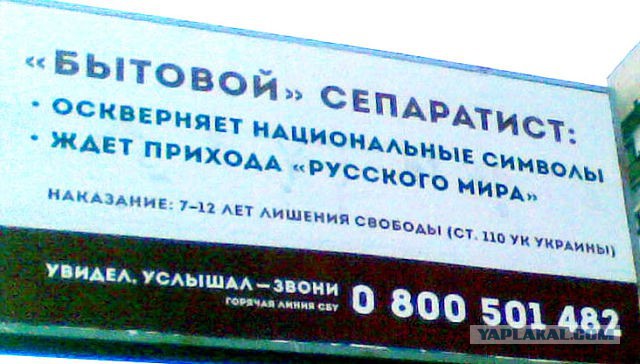 «БЫТОВОЙ» СЕПАРАТИСТ:
• ОСКВЕРНЯЕТ НАЦИОНАЛЬНЫЕ СИМВОЛЫ
• ЖДЕТ ПРИХОДА «РУССКОГО МИРА»
НАКАЗАНИЕ: 7–12 ЛЕТ ЛИШЕНИЯ СВОБОДЫ (СТ. 110 УК УКРАИНЫ)
УВИДЕЛ, УСЛЫШАЛ — ЗВОНИ
ГОРЯЧАЯ ЛИНИЯ СБУ
0 800 501 482
YAPLAKAL.COM